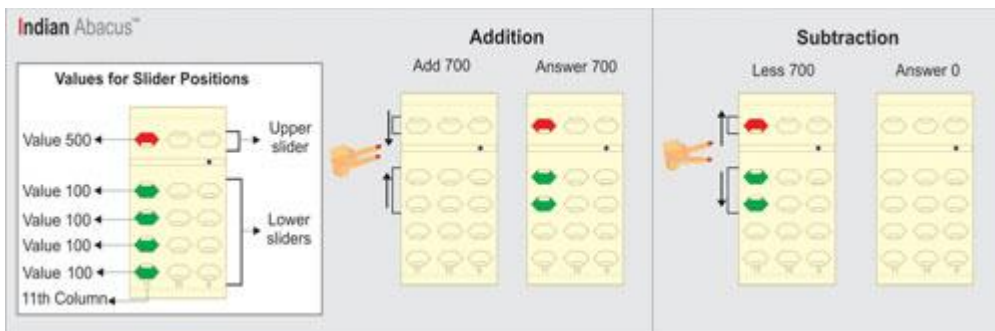 Indian Abacus™
Values for Slider Positions
Value 500
Upper
slider
Value 100
Value 100
Value 100
Value 100
Lower
sliders
11th Column
Addition
Add 700
Answer 700
Subtraction
Less 700
Answer 0